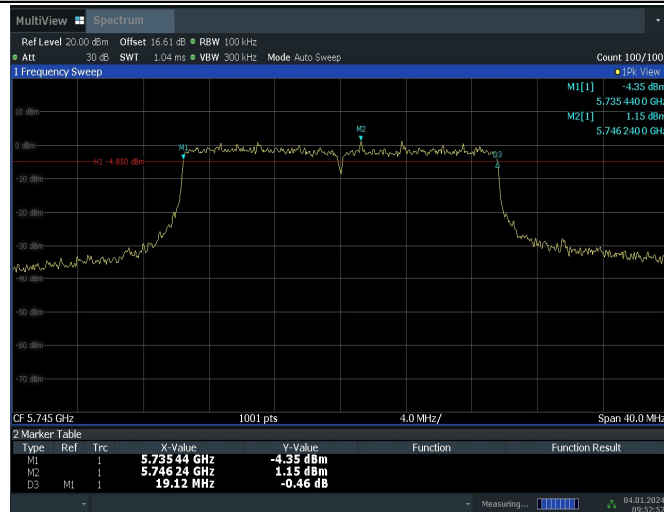 MultiView Spectrum
Ref Level 20.00 dBm Offset 16.61 dB RBW 100 kHz
Att 30 dB SWT 1.04 ms VBW 300 kHz Mode Auto Sweep Count 100/100
1 Frequency Sweep 1Pk View
M1[1] -4.35 dBm
5.735 440 0 GHz
M2[1] 1.15 dBm
5.746 240 0 GHz
10 dBm
M2
0 dBm
M1
D3
H1 -4.850 dBm
-10 dBm
-20 dBm
-30 dBm
-40 dBm
-50 dBm
-60 dBm
-70 dBm
CF 5.745 GHz 1001 pts 4.0 MHz/ Span 40.0 MHz
2 Marker Table
Type Ref Trc X-Value Y-Value Function Function Result
M1 1 5.735 44 GHz -4.35 dBm
M2 1 5.746 24 GHz 1.15 dBm
D3 M1 1 19.12 MHz -0.46 dB
Measuring... 04.01.2024
09:52:52